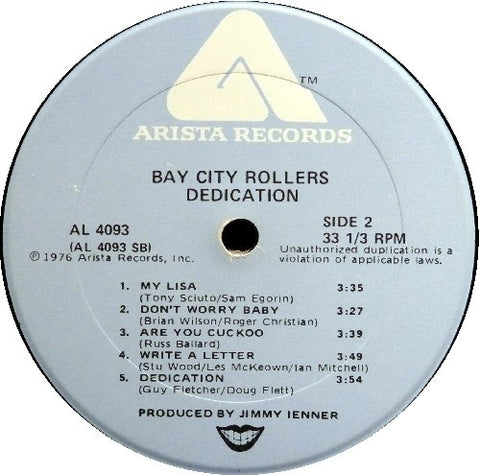 TM
ARISTA RECORDS
BAY CITY ROLLERS
DEDICATION
AL 4093
(AL 4093 SB)
℗ 1976 Arista Records, Inc.
SIDE 2
33 1/3 RPM
Unauthorized duplication is a
violation of applicable laws.
1. MY LISA 3:35
(Tony Sciuto/Sam Egorin)
2. DON'T WORRY BABY 3:27
(Brian Wilson/Roger Christian)
3. ARE YOU CUCKOO 3:39
(Russ Ballard)
4. WRITE A LETTER 3:49
(Stu Wood/Les McKeown/Ian Mitchell)
5. DEDICATION 3:54
(Guy Fletcher/Doug Flett)
PRODUCED BY JIMMY IENNER